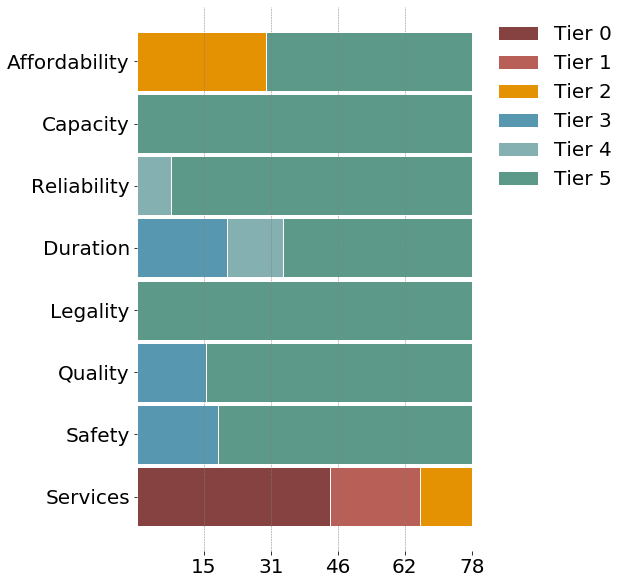 Affordability
Capacity
Reliability
Duration
Legality
Quality
Safety
Services
15 31 46 62 78
Tier 0
Tier 1
Tier 2
Tier 3
Tier 4
Tier 5